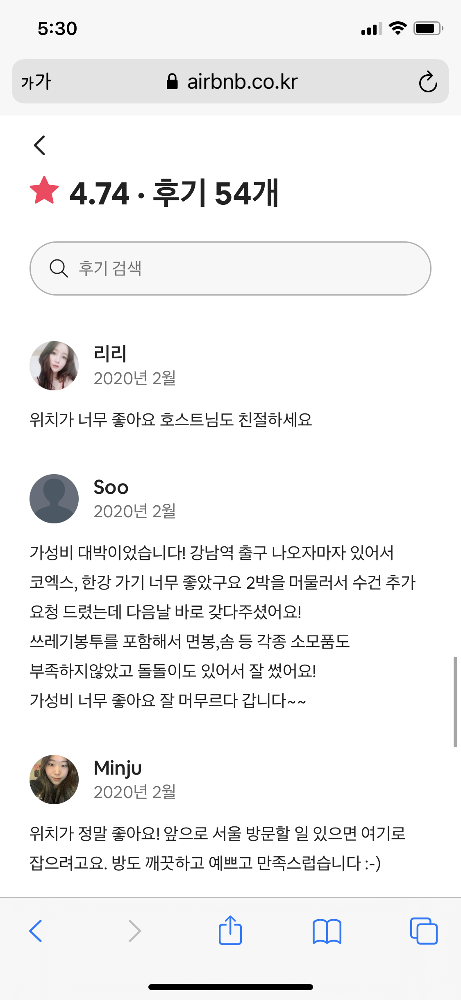 5:30
가가
airbnb.co.kr
4.74 · 후기 54개
후기 검색
리리
2020년 2월
위치가 너무 좋아요 호스트님도 친절하세요
Soo
2020년 2월
가성비 대박이었습니다! 강남역 출구 나오자마자 있어서
코엑스, 한강 가기 너무 좋았구요 2박을 머물러서 수건 추가
요청 드렸는데 다음날 바로 갖다주셨어요!
쓰레기봉투를 포함해서 면봉,솜 등 각종 소모품도
부족하지않았고 돌돌이도 있어서 잘 썼어요!
가성비 너무 좋아요 잘 머무르다 갑니다~~
Minju
2020년 2월
위치가 정말 좋아요! 앞으로 서울 방문할 일 있으면 여기로
잡으려고요. 방도 깨끗하고 예쁘고 만족스럽습니다 :-)